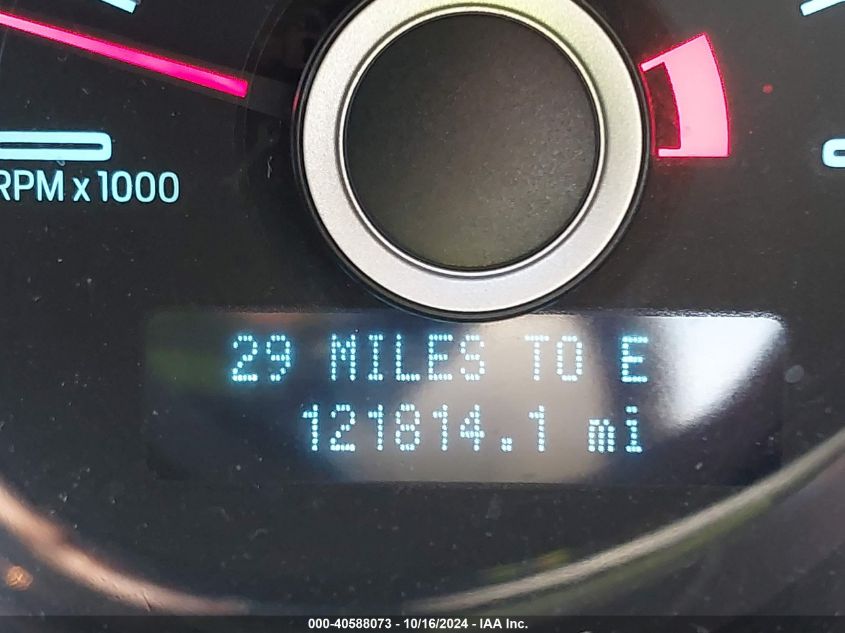 RPM x 1000
29 MILES TO E
121814.1 mi
000-40588073 - 10/16/2024 - IAA Inc.